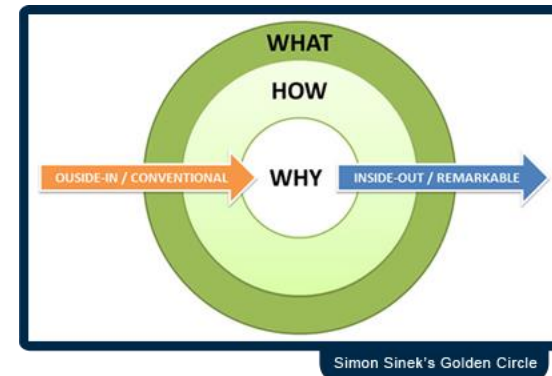 WHAT
HOW
OUSIDE-IN / CONVENTIONAL
WHY
INSIDE-OUT / REMARKABLE
Simon Sinek's Golden Circle